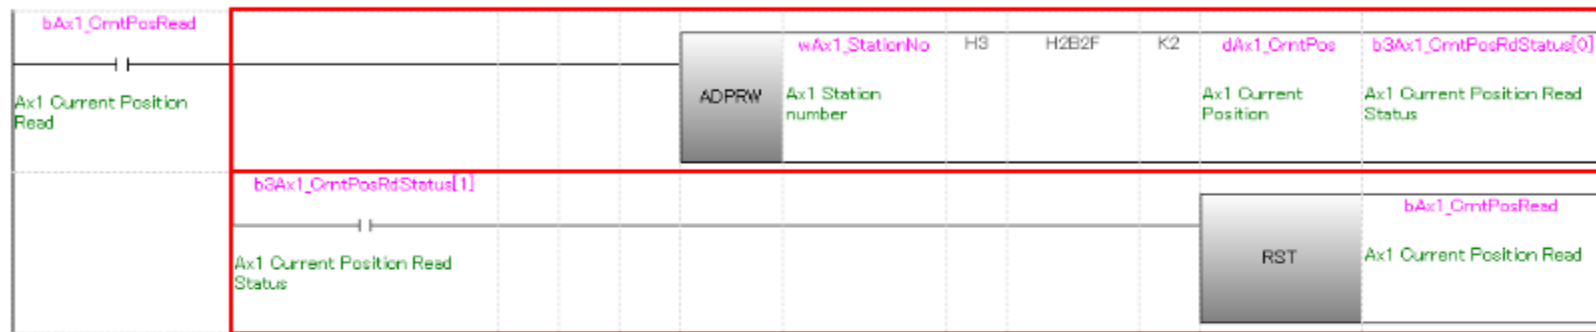 bAx1_CrntPosRead
Ax1 Current Position
Read
ADPRW
wAx1_StationNo
Ax1 Station
number
H3
H2B2F
K2
dAx1_CrntPos
Ax1 Current
Position
b3Ax1_CrntPosRdStatus[0]
Ax1 Current Position Read
Status
b3Ax1_CrntPosRdStatus[1]
Ax1 Current Position Read
Status
RST
bAx1_CrntPosRead
Ax1 Current Position Read